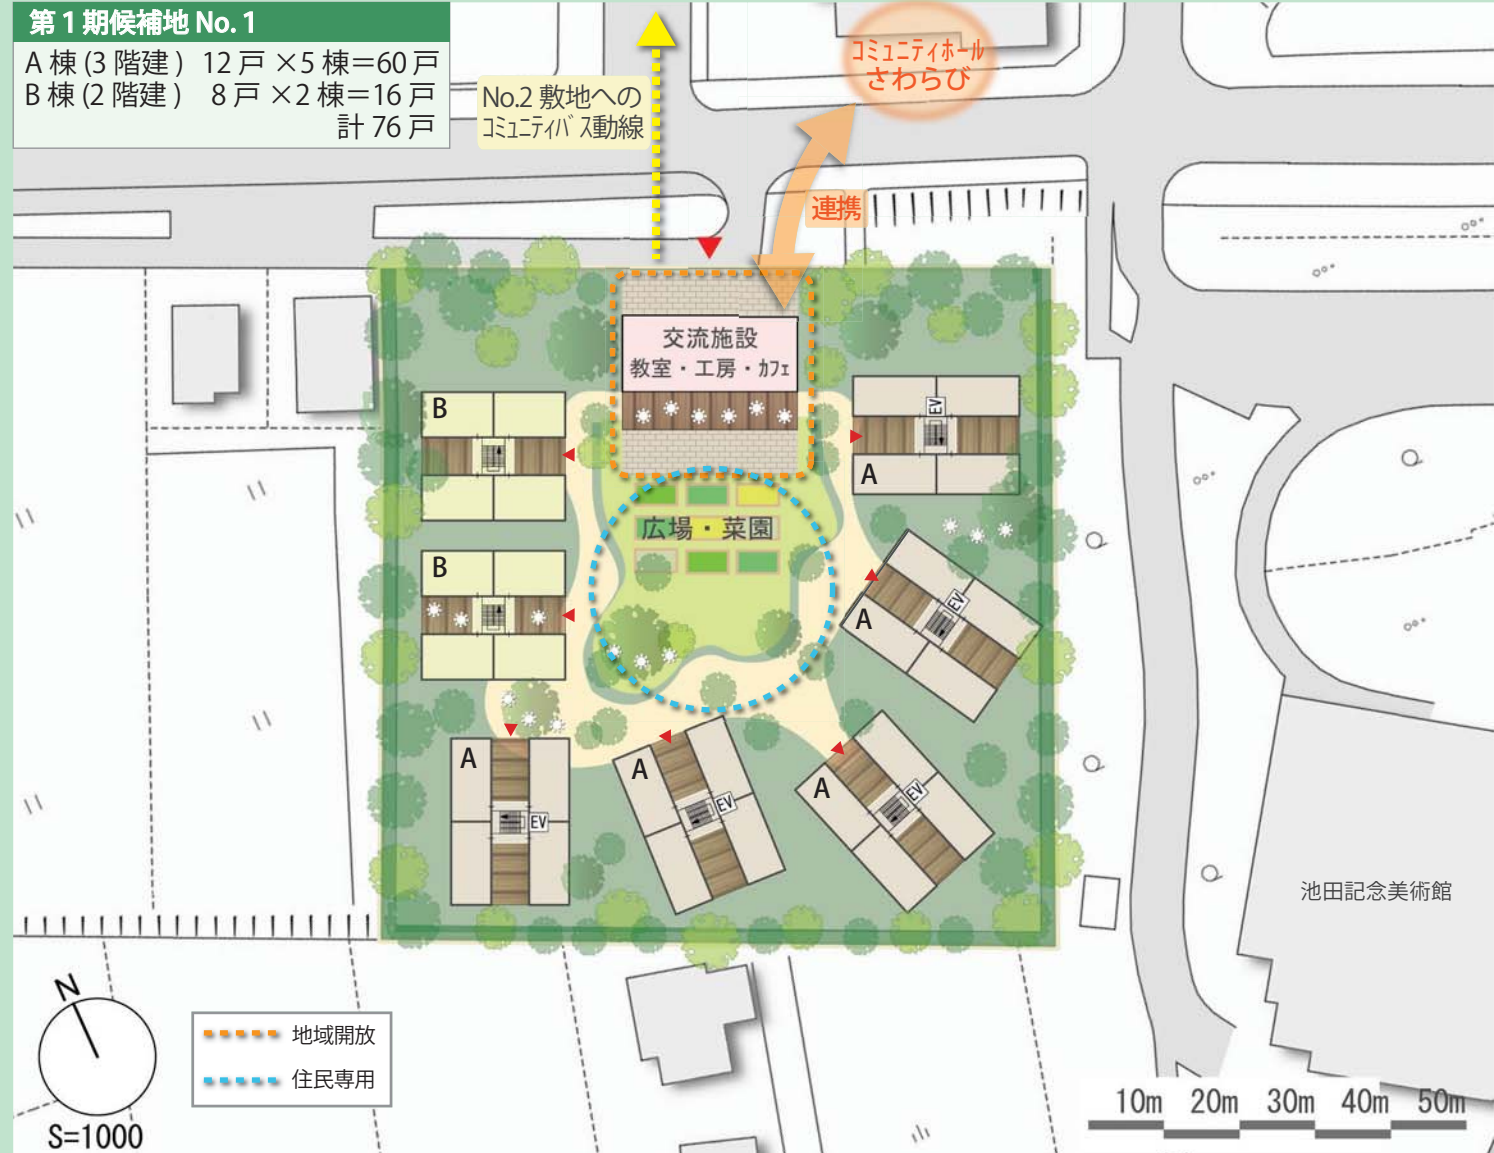 第1期候補地 No. 1
A 棟 (3 階建 ) 12 戸 ×5 棟=60 戸
B 棟 (2 階建 ) 8 戸 ×2 棟=16 戸
計 76 戸
No.2 敷地への
コミュニティバス動線
コミュニティホール
さわらび
連携
交流施設
教室・工房・カフェ
B
EV
A
広場・菜園
B
EV
A
A
EV
A
EV
A
EV
池田記念美術館
N
S=1000
地域開放
住民専用
10m 20m 30m 40m 50m